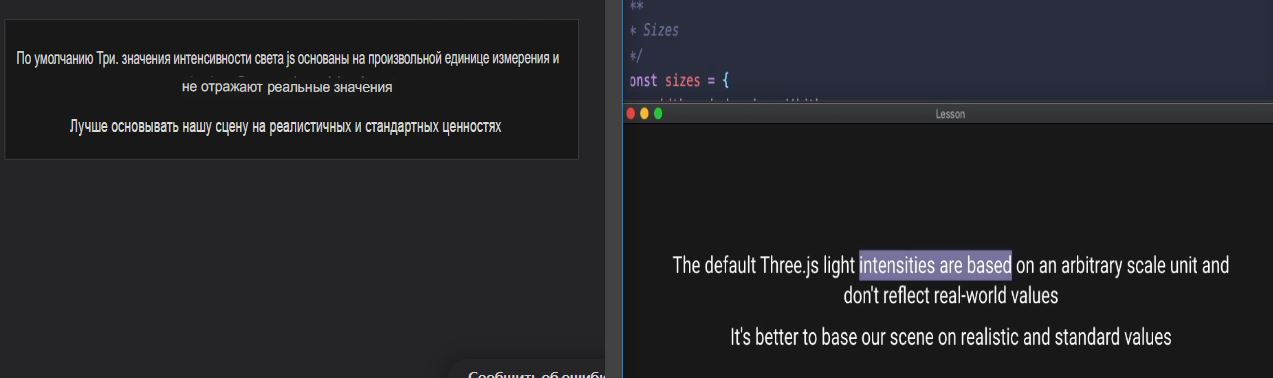 По умолчанию Три. значения интенсивности света js основаны на произвольной единице измерения и
не отражают реальные значения
Лучше основывать нашу сцену на реалистичных и стандартных ценностях
Сообщить об ошибк
**
* Sizes
*/
onst sizes = {
Lesson
The default Three.js light intensities are based on an arbitrary scale unit and
don't reflect real-world values
It's better to base our scene on realistic and standard values